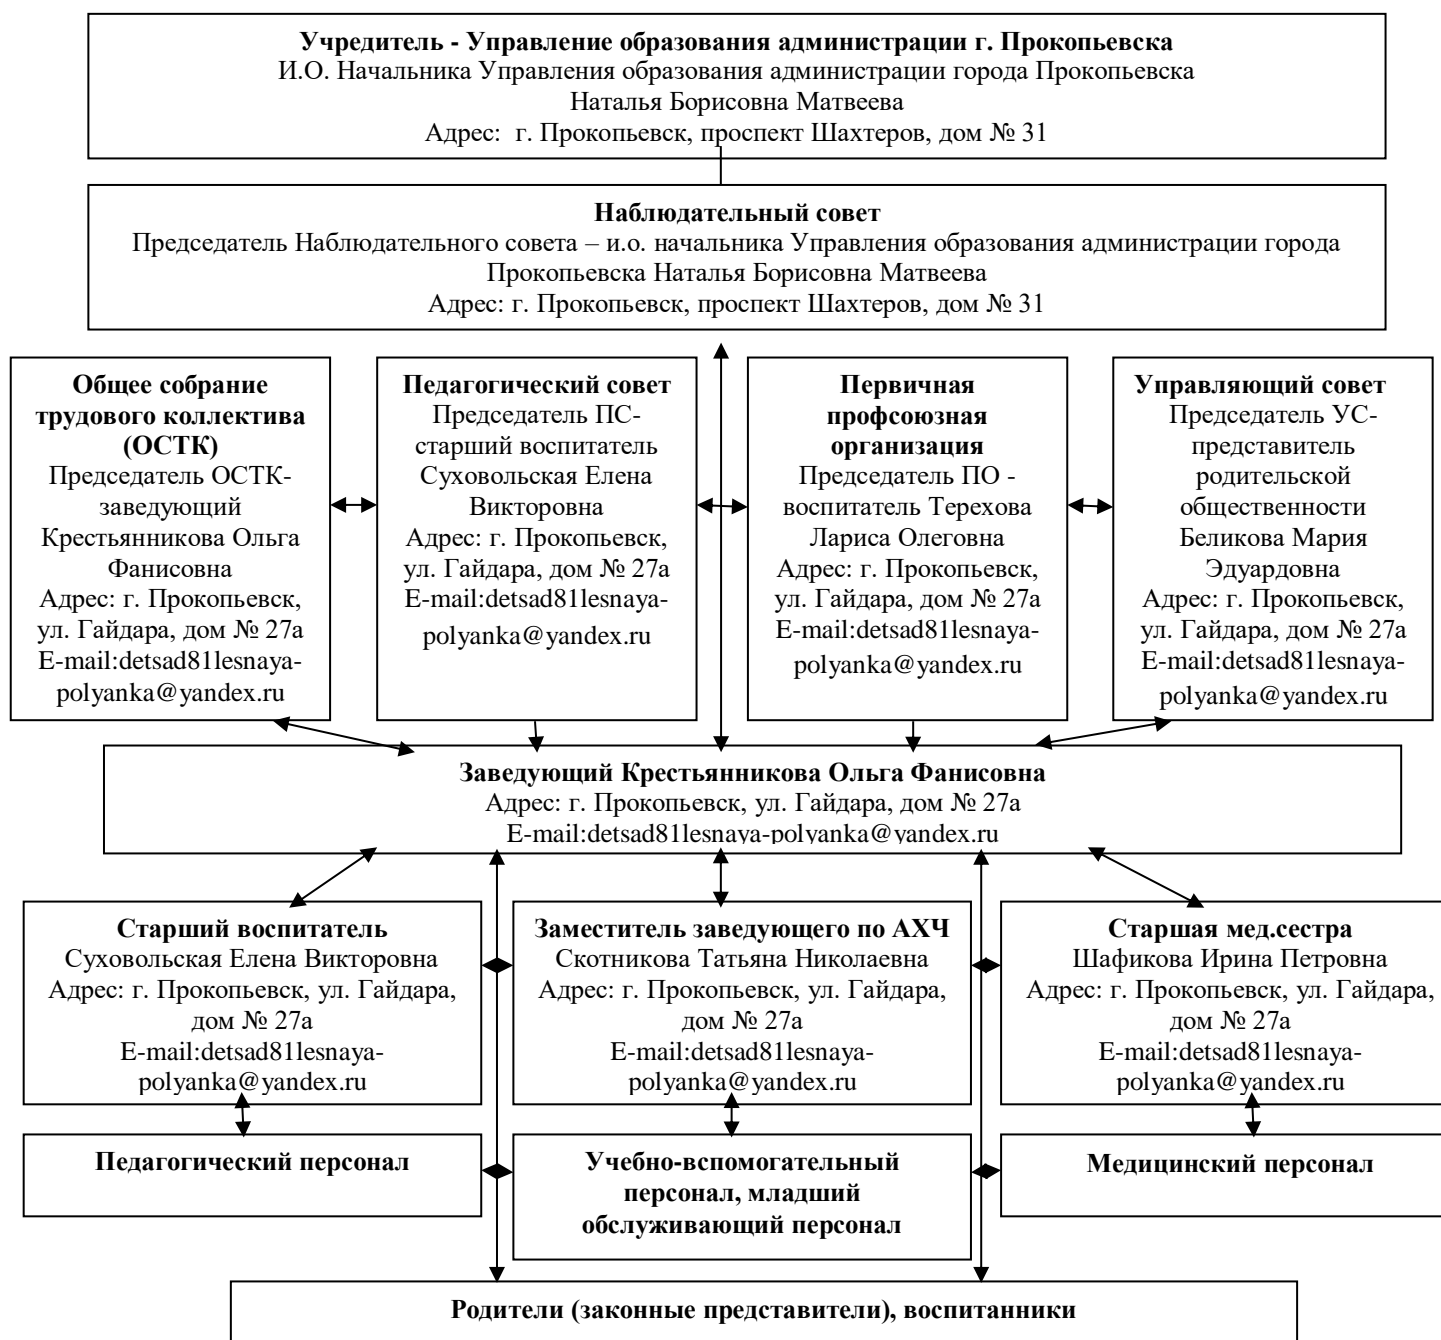 Учредитель - Управление образования администрации г. Прокопьевска
И.О. Начальника Управления образования администрации города Прокопьевска
Наталья Борисовна Матвеева
Адрес:  г. Прокопьевск, проспект Шахтеров, дом № 31
Наблюдательный совет
Председатель Наблюдательного совета – и.о. начальника Управления образования администрации города
Прокопьевска Наталья Борисовна Матвеева
Адрес: г. Прокопьевск, проспект Шахтеров, дом № 31
Общее собрание
трудового коллектива
(ОСТК)
Председатель ОСТК-
заведующий
Крестьянникова Ольга
Фанисовна
Адрес: г. Прокопьевск,
ул. Гайдара, дом № 27а
E-mail:detsad81lesnaya-
polyanka@yandex.ru
Педагогический совет
Председатель ПС-
старший воспитатель
Суховольская Елена
Викторовна
Адрес: г. Прокопьевск,
ул. Гайдара, дом № 27а
E-mail:detsad81lesnaya-
polyanka@yandex.ru
Первичная
профсоюзная
организация
Председатель ПО -
воспитатель Терехова
Лариса Олеговна
Адрес: г. Прокопьевск,
ул. Гайдара, дом № 27а
E-mail:detsad81lesnaya-
polyanka@yandex.ru
Управляющий совет
Председатель УС-
представитель
родительской
общественности
Беликова Мария
Эдуардовна
Адрес: г. Прокопьевск,
ул. Гайдара, дом № 27а
E-mail:detsad81lesnaya-
polyanka@yandex.ru
Заведующий Крестьянникова Ольга Фанисовна
Адрес: г. Прокопьевск, ул. Гайдара, дом № 27а
E-mail:detsad81lesnaya-polyanka@yandex.ru
Старший воспитатель
Суховольская Елена Викторовна
Адрес: г. Прокопьевск, ул. Гайдара,
дом № 27а
E-mail:detsad81lesnaya-
polyanka@yandex.ru
Заместитель заведующего по АХЧ
Скотникова Татьяна Николаевна
Адрес: г. Прокопьевск, ул. Гайдара,
дом № 27а
E-mail:detsad81lesnaya-
polyanka@yandex.ru
Старшая мед.сестра
Шафикова Ирина Петровна
Адрес: г. Прокопьевск, ул. Гайдара,
дом № 27а
E-mail:detsad81lesnaya-
polyanka@yandex.ru
Педагогический персонал
Учебно-вспомогательный
персонал, младший
обслуживающий персонал
Медицинский персонал
Родители (законные представители), воспитанники